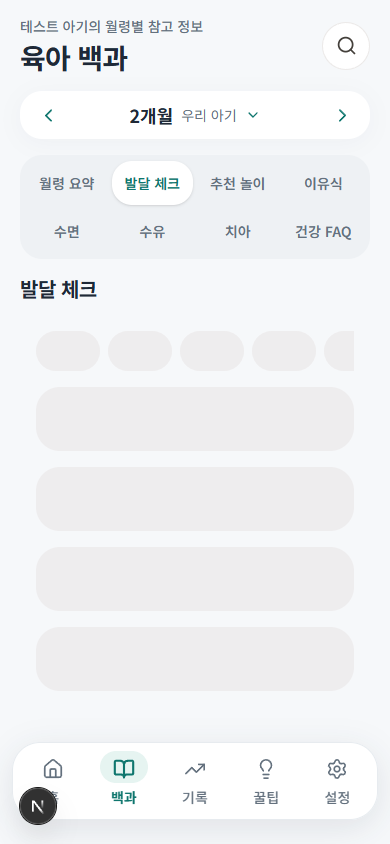 테스트 아기의 월령별 참고 정보
육아 백과
2개월 우리 아기
월령 요약 발달 체크 추천 놀이 이유식
수면 수유 치아 건강 FAQ
발달 체크
N 백과 기록 꿀팁 설정